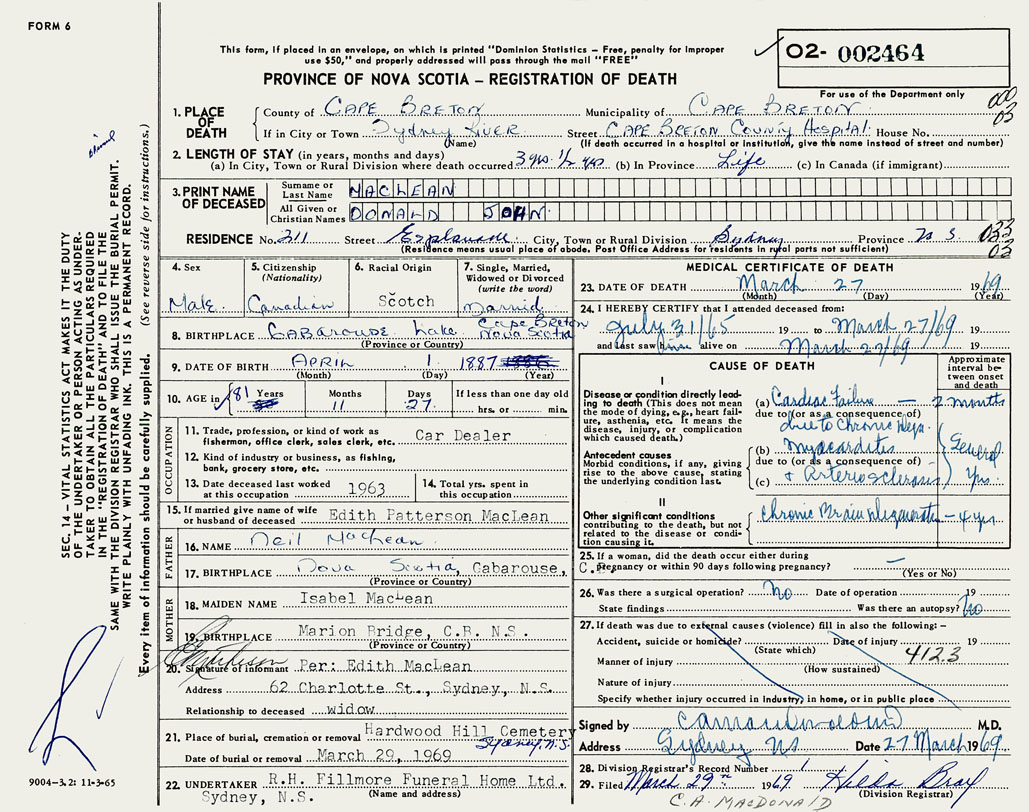 FORM 6
This form, if placed in an envelope, on which is printed "Dominion Statistics – Free, penalty for improper
use $50," and properly addressed will pass through the mail "FREE"
PROVINCE OF NOVA SCOTIA – REGISTRATION OF DEATH
O2- 002464
For use of the Department only
1. PLACE OF DEATH
County of CAPE BRETON Municipality of CAPE BRETON
If in City or Town Sydney River Street CAPE BRETON County Hospital House No.
(Name) (If death occurred in a hospital or institution, give the name instead of street and number)
2. LENGTH OF STAY (in years, months and days)
(a) In City, Town or Rural Division where death occurred 3 yrs. 1/2 yrs (b) In Province Life (c) In Canada (if immigrant)
3. PRINT NAME OF DECEASED
Surname or Last Name MACLEAN
All Given or Christian Names DONALD JOHN
RESIDENCE No. 311 Street Esplanade City, Town or Rural Division Sydney Province N S.
(Residence means usual place of abode. Post Office Address for residents in rural parts not sufficient)
4. Sex Male
5. Citizenship (Nationality) Canadian
6. Racial Origin Scotch
7. Single, Married, Widowed or Divorced (write the word) Married
8. BIRTHPLACE GABAROUSE Lake Cape Breton Nova Scotia
(Province or Country)
9. DATE OF BIRTH APRIL 1 1887
(Month) (Day) (Year)
10. AGE in 81 Years Months 11 Days 27 If less than one day old hrs. or min.
OCCUPATION
11. Trade, profession, or kind of work as fisherman, office clerk, sales clerk, etc. Car Dealer
12. Kind of industry or business, as fishing, bank, grocery store, etc.
13. Date deceased last worked at this occupation 1963
14. Total yrs. spent in this occupation
15. If married give name of wife or husband of deceased Edith Patterson MacLean
FATHER
16. NAME Neil MacLean
17. BIRTHPLACE Nova Scotia, Gabarouse, C.B.
(Province or Country)
MOTHER
18. MAIDEN NAME Isabel MacLean
19. BIRTHPLACE Marion Bridge, C.B. N.S.
(Province or Country)
20. Signature of informant Per: Edith MacLean
Address 62 Charlotte St., Sydney, N.S.
Relationship to deceased widow
21. Place of burial, cremation or removal Hardwood Hill Cemetery
Sydney, N.S.
Date of burial or removal March 29, 1969
22. UNDERTAKER R.H. Fillmore Funeral Home Ltd.
Sydney, N.S. (Name and address)
MEDICAL CERTIFICATE OF DEATH
23. DATE OF DEATH March 27 1969
(Month) (Day) (Year)
24. I HEREBY CERTIFY that I attended deceased from:
July 31/65 19 to March 27/69 19
and last saw him alive on March 27/69 19
CAUSE OF DEATH
Approximate interval between onset and death
I
Disease or condition directly leading to death (This does not mean the mode of dying, e.g., heart failure, asthenia, etc. It means the disease, injury, or complication which caused death.)
(a) Cardiac Failure — 2 months
due to (or as a consequence of)
due to Chronic Degn.
Antecedent causes
Morbid conditions, if any, giving rise to the above cause, stating the underlying condition last.
(b) Myocarditis
due to (or as a consequence of)
(c) + Arteriosclerosis
Several Yrs.
II
Other significant conditions contributing to the death, but not related to the disease or condition causing it.
Chronic Brain — 4 yrs
25. If a woman, did the death occur either during pregnancy or within 90 days following pregnancy? —
(Yes or No)
26. Was there a surgical operation? No Date of operation 19
State findings Was there an autopsy? No
27. If death was due to external causes (violence) fill in also the following: –
Accident, suicide or homicide? Date of injury 19
(State which) 412.3
Manner of injury
(How sustained)
Nature of injury
Specify whether injury occurred in industry, in home, or in public place
Signed by M.D.
Address Sydney NS Date 27 March 1969
28. Division Registrar's Record Number 1
29. Filed March 29th 1969. Hilda Bray
(Division Registrar)
C. A. MACDONALD
SEC. 14 – VITAL STATISTICS ACT MAKES IT THE DUTY
OF THE UNDERTAKER OR PERSON ACTING AS UNDER-
TAKER TO OBTAIN ALL THE PARTICULARS REQUIRED
IN THE "REGISTRATION OF DEATH" AND TO FILE THE
SAME WITH THE DIVISION REGISTRAR WHO SHALL ISSUE THE BURIAL PERMIT.
WRITE PLAINLY WITH UNFADING INK. THIS IS A PERMANENT RECORD.
Every item of information should be carefully supplied. (See reverse side for instructions.)
9004–3.2: 11-3-65